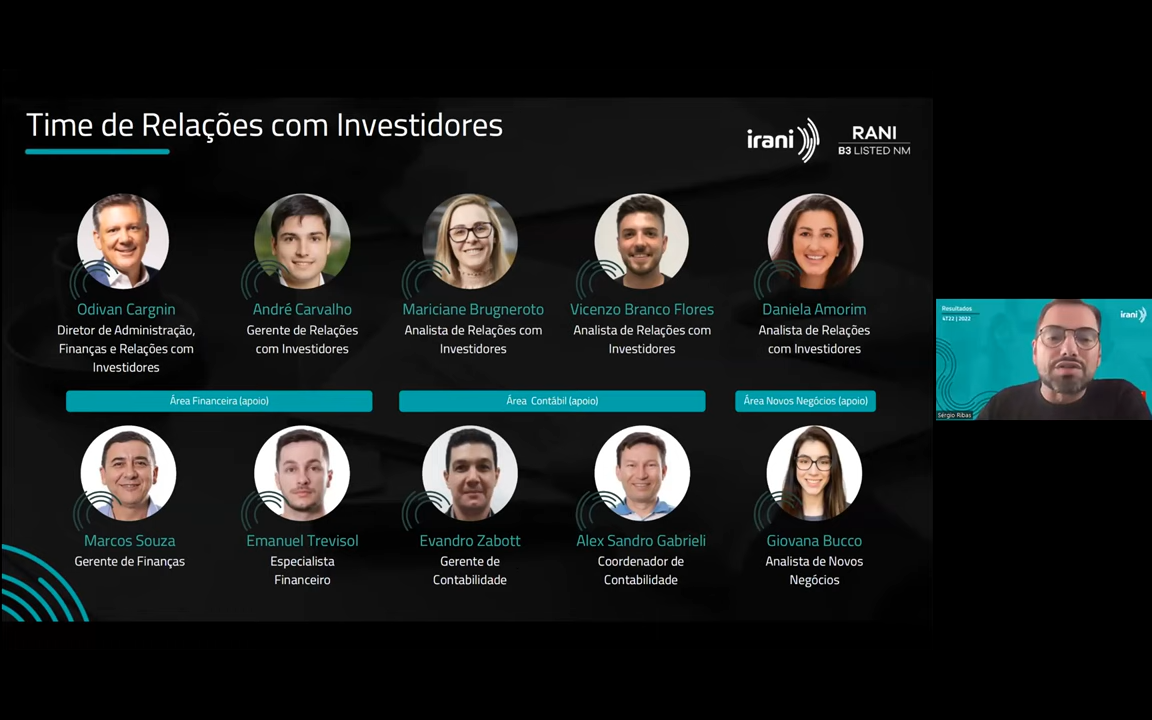 Time de Relações com Investidores
irani
RANI
B3 LISTED NM
Odivan Cargnin
Diretor de Administração,
Finanças e Relações com
Investidores
André Carvalho
Gerente de Relações
com Investidores
Mariciane Brugneroto
Analista de Relações com
Investidores
Vicenzo Branco Flores
Analista de Relações com
Investidores
Daniela Amorim
Analista de Relações
com Investidores
Área Financeira (apoio)
Área Contábil (apoio)
Área Novos Negócios (apoio)
Marcos Souza
Gerente de Finanças
Emanuel Trevisol
Especialista
Financeiro
Evandro Zabott
Gerente de
Contabilidade
Alex Sandro Gabrieli
Coordenador de
Contabilidade
Giovana Bucco
Analista de Novos
Negócios
Resultados
4T22 | 2022
irani
Sérgio Ribas